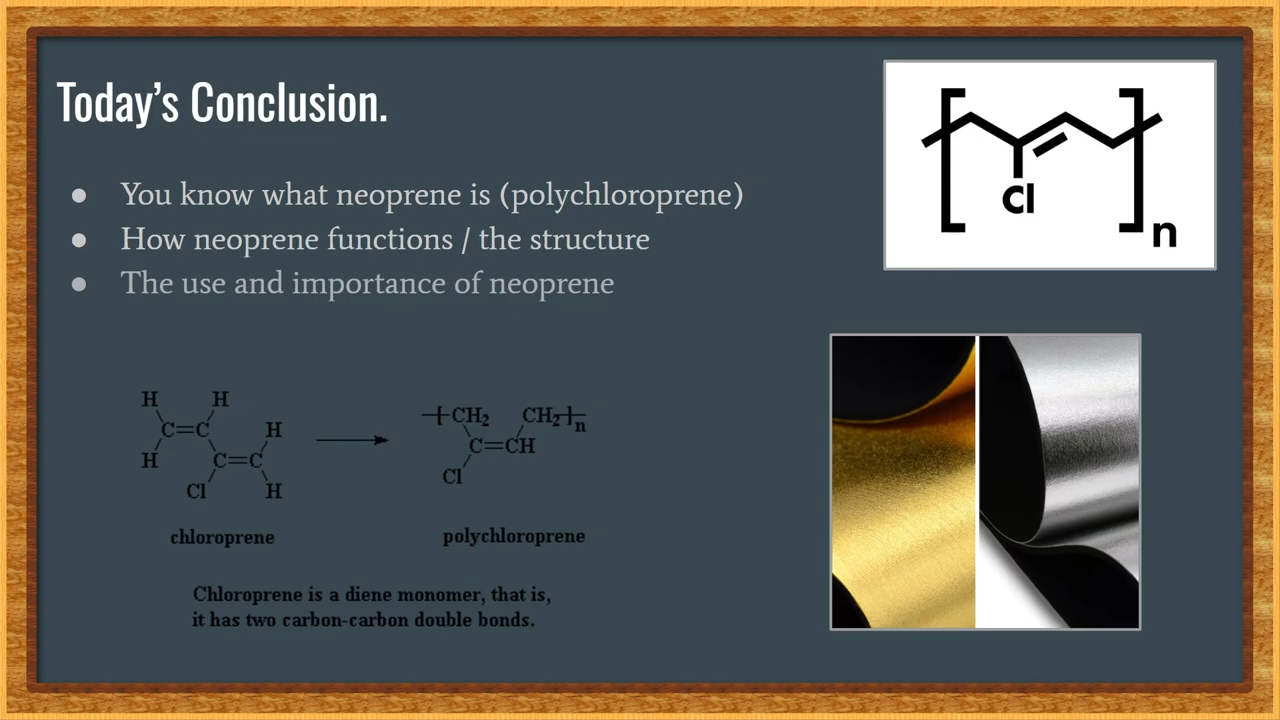 Today's Conclusion.
● You know what neoprene is (polychloroprene)
● How neoprene functions / the structure
● The use and importance of neoprene
Cl
n
H H
C=C H
H C=C
Cl H
chloroprene
CH2 CH2 n
C=CH
Cl
polychloroprene
Chloroprene is a diene monomer, that is,
it has two carbon-carbon double bonds.